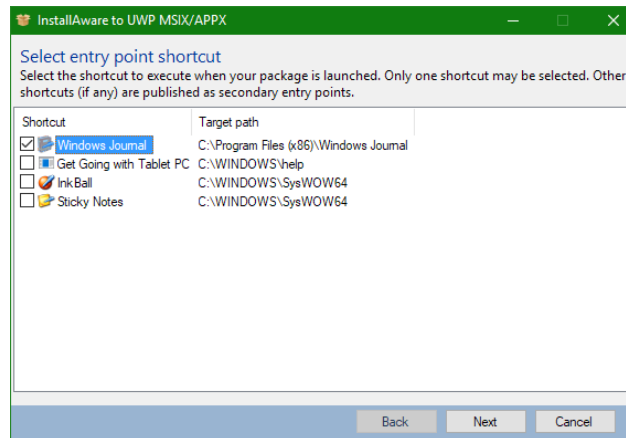 InstallAware to UWP MSIX/APPX
Select entry point shortcut
Select the shortcut to execute when your package is launched. Only one shortcut may be selected. Other
shortcuts (if any) are published as secondary entry points.
Shortcut Target path
Windows Journal C:\Program Files (x86)\Windows Journal
Get Going with Tablet PC C:\WINDOWS\help
InkBall C:\WINDOWS\SysWOW64
Sticky Notes C:\WINDOWS\SysWOW64
Back Next Cancel